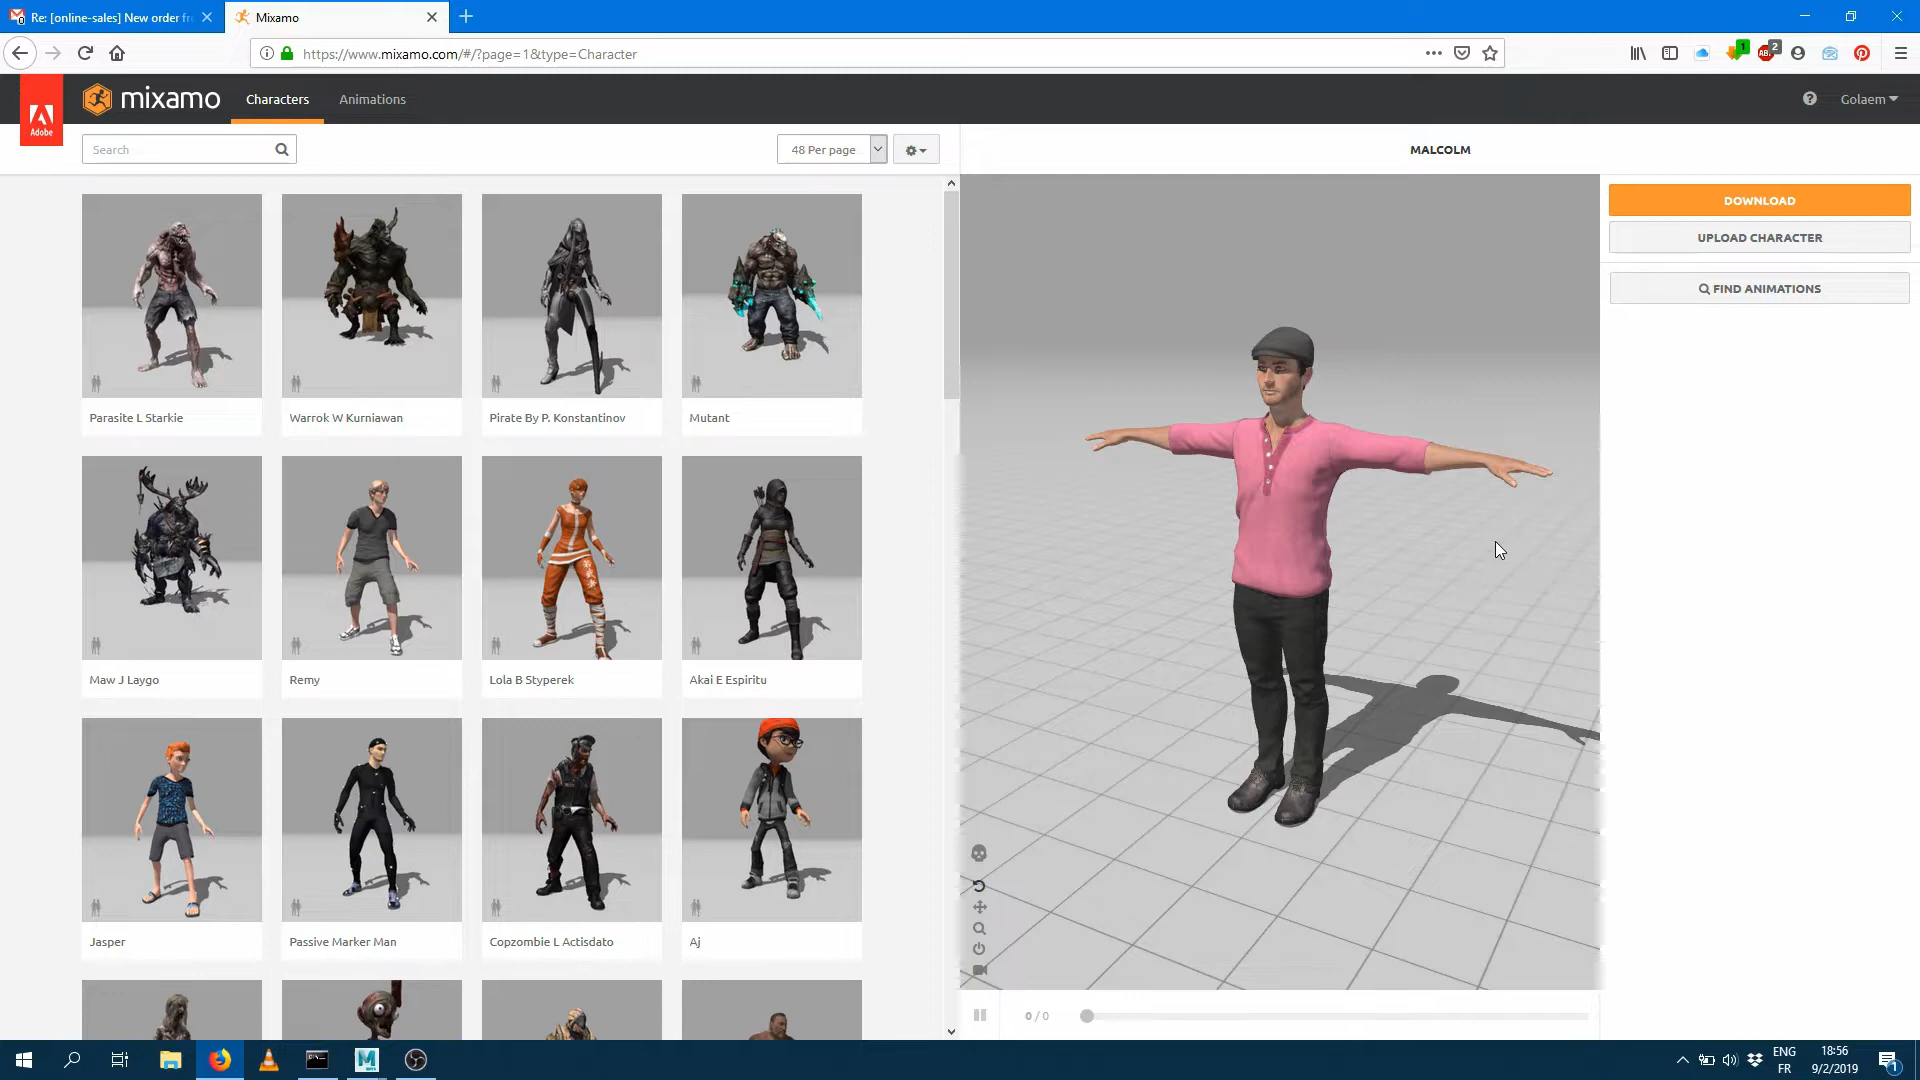 Re: [online-sales] New order fr
Mixamo
https://www.mixamo.com/#/?page=1&type=Character
1
2
Adobe
mixamo
Characters
Animations
Golaem
Search
48 Per page
MALCOLM
DOWNLOAD
UPLOAD CHARACTER
FIND ANIMATIONS
Parasite L Starkie
Warrok W Kurniawan
Pirate By P. Konstantinov
Mutant
Maw J Laygo
Remy
Lola B Styperek
Akai E Espiritu
Jasper
Passive Marker Man
Copzombie L Actisdato
Aj
0 / 0
ENG
FR
18:56
9/2/2019
1